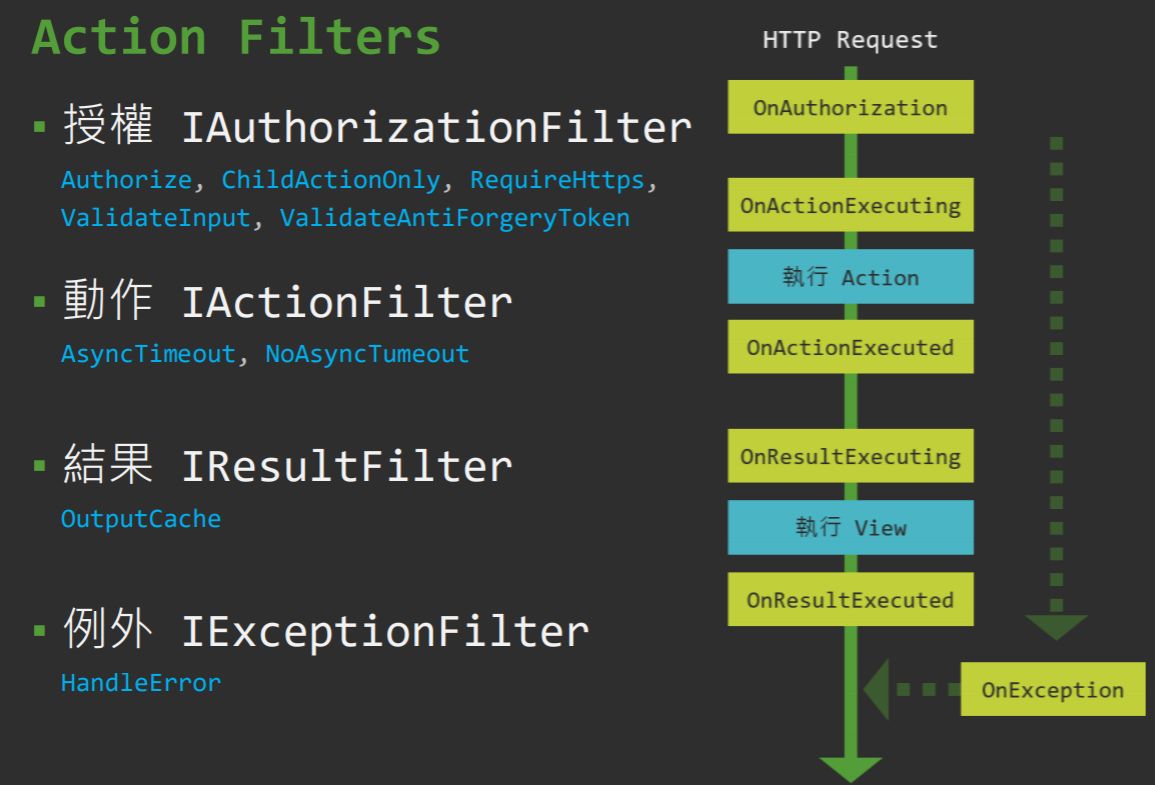 Action Filters
▪ 授權 IAuthorizationFilter
Authorize, ChildActionOnly, RequireHttps,
ValidateInput, ValidateAntiForgeryToken
▪ 動作 IActionFilter
AsyncTimeout, NoAsyncTumeout
▪ 結果 IResultFilter
OutputCache
▪ 例外 IExceptionFilter
HandleError
HTTP Request
OnAuthorization
OnActionExecuting
執行 Action
OnActionExecuted
OnResultExecuting
執行 View
OnResultExecuted
OnException